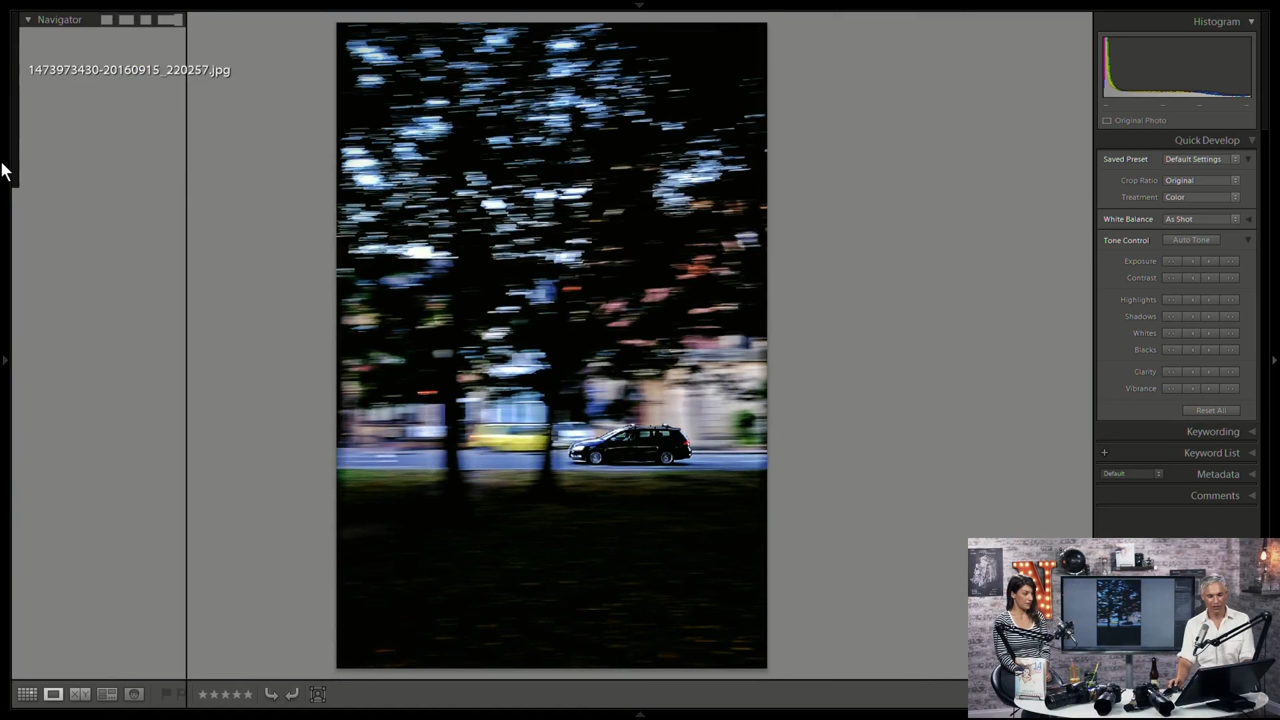 Navigator
1473973430-20160915_220257.jpg
Histogram
Original Photo
Quick Develop
Saved Preset Default Settings
Crop Ratio Original
Treatment Color
White Balance As Shot
Tone Control Auto Tone
Exposure
Contrast
Highlights
Shadows
Whites
Blacks
Clarity
Vibrance
Reset All
Keywording
+ Keyword List
Default Metadata
Comments
N